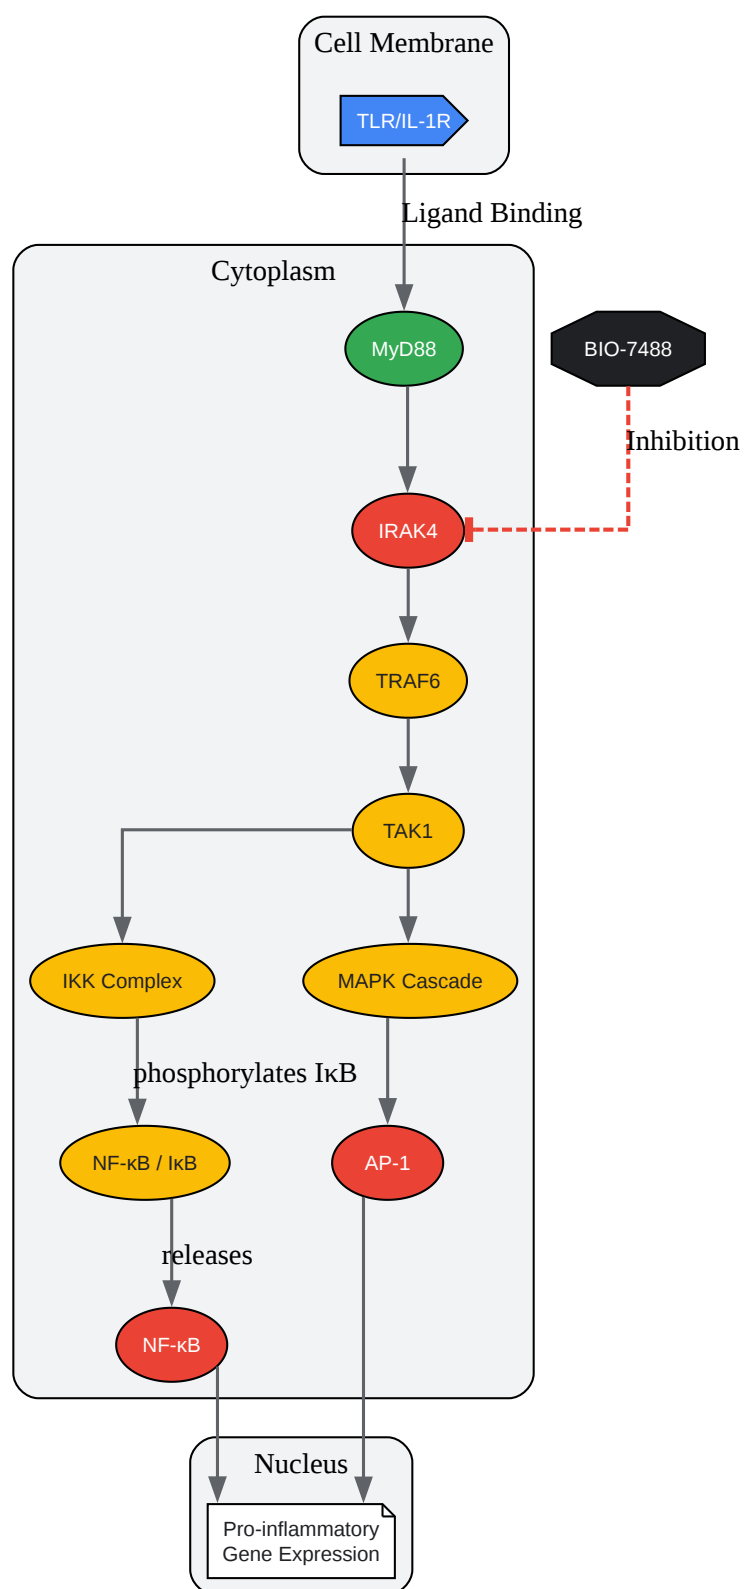 Cell Membrane
TLR/IL-1R
Ligand Binding
Cytoplasm
MyD88
BIO-7488
Inhibition
IRAK4
TRAF6
TAK1
IKK Complex
MAPK Cascade
phosphorylates IκB
NF-κB / IκB
AP-1
releases
NF-κB
Nucleus
Pro-inflammatory
Gene Expression